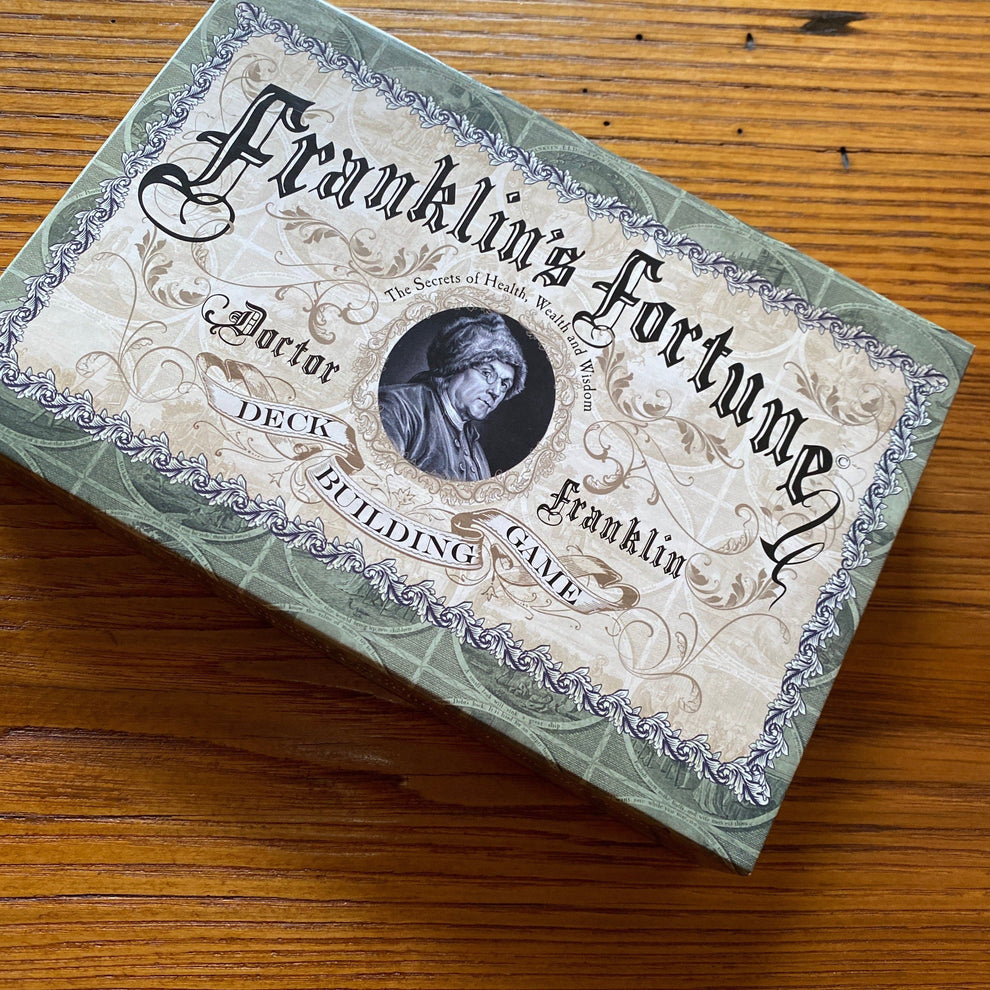 Franklin's Fortune
The Secrets of Health, Wealth and Wisdom
Doctor
Franklin
DECK
BUILDING
GAME
©